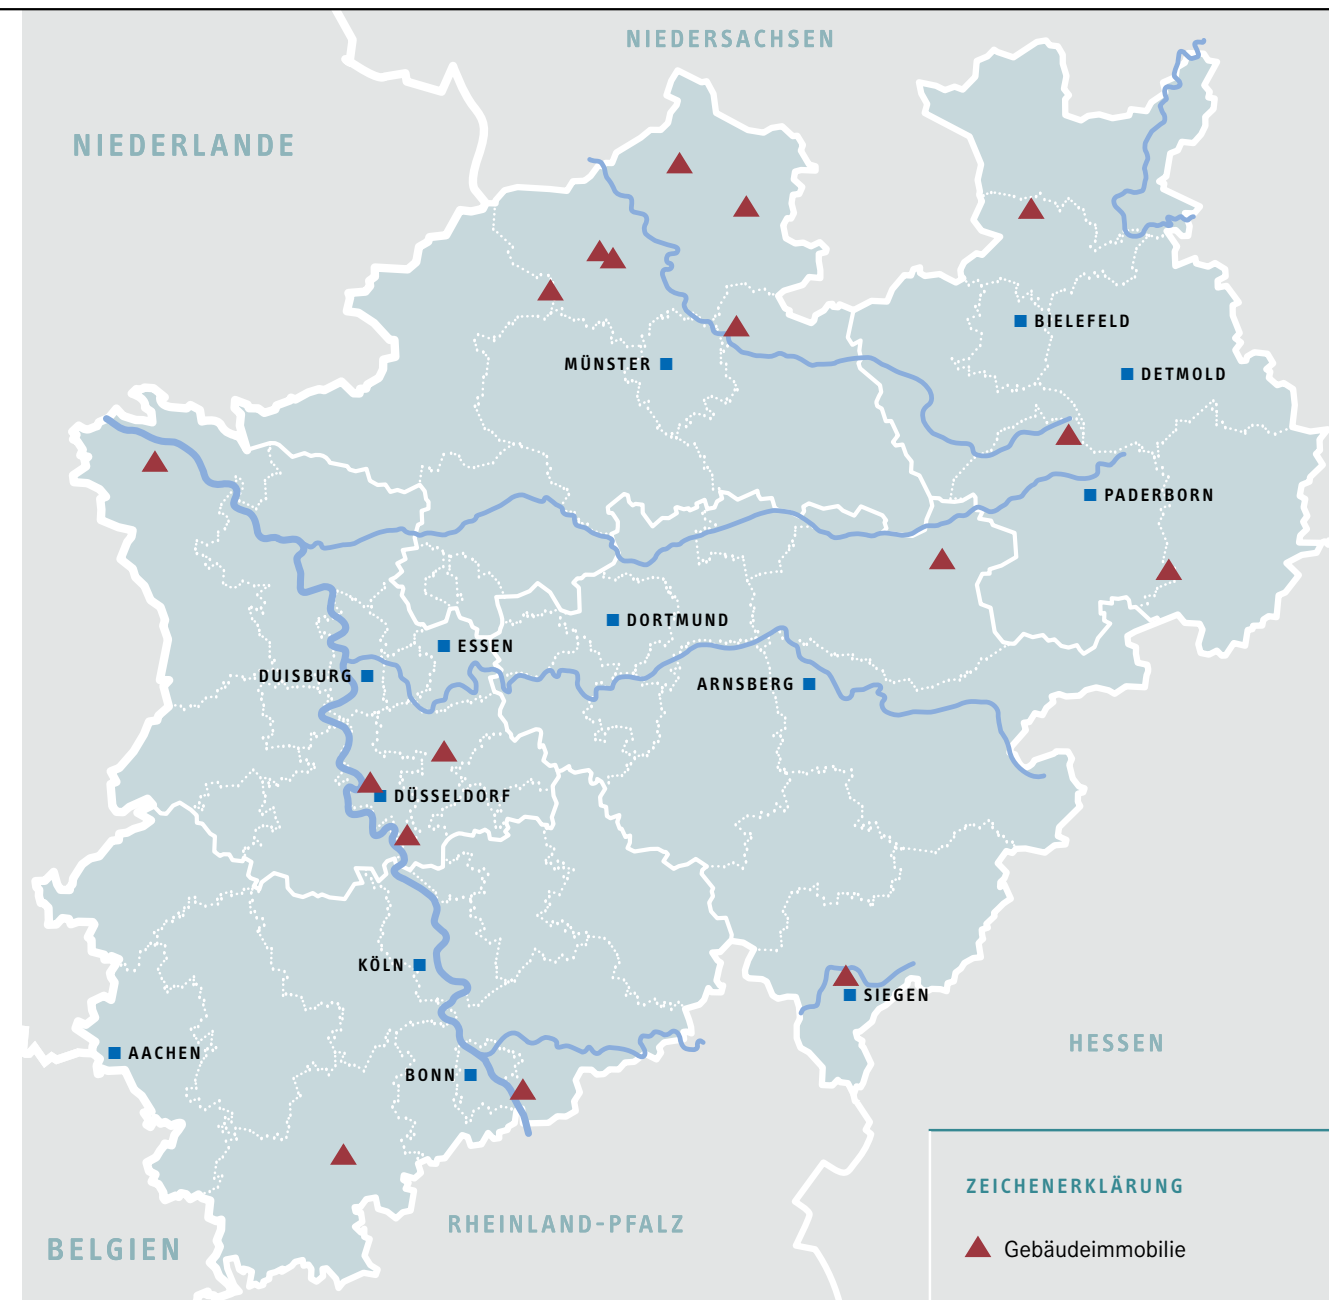 NIEDERSACHSEN
NIEDERLANDE
BIELEFELD
MÜNSTER
DETMOLD
PADERBORN
DORTMUND
ESSEN
DUISBURG
ARNSBERG
DÜSSELDORF
KÖLN
SIEGEN
HESSEN
AACHEN
BONN
ZEICHENERKLÄRUNG
RHEINLAND-PFALZ
BELGIEN
Gebäudeimmobilie